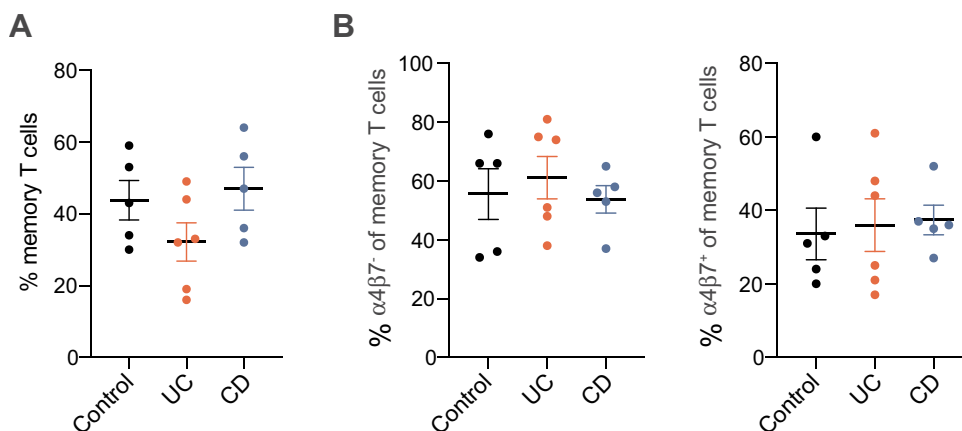 A
% memory T cells
80
60
40
20
0
Control
UC
CD
B
% α4β7⁻ of memory T cells
100
80
60
40
20
0
Control
UC
CD
% α4β7⁺ of memory T cells
80
60
40
20
0
Control
UC
CD